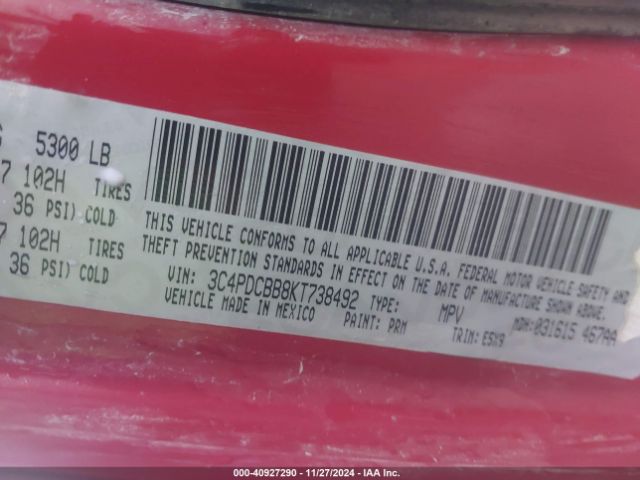 G 5300 LB
7 102H TIRES
36 PSI) COLD
7 102H TIRES
36 PSI) COLD
THIS VEHICLE CONFORMS TO ALL APPLICABLE U.S.A. FEDERAL MOTOR VEHICLE SAFETY AND
THEFT PREVENTION STANDARDS IN EFFECT ON THE DATE OF MANUFACTURE SHOWN ABOVE.
VIN: 3C4PDCBB8KT738492 TYPE: MPV MDH:031615 467AA
VEHICLE MADE IN MEXICO PAINT: PRM TRIM: E5X9
000-40927290 - 11/27/2024 - IAA Inc.